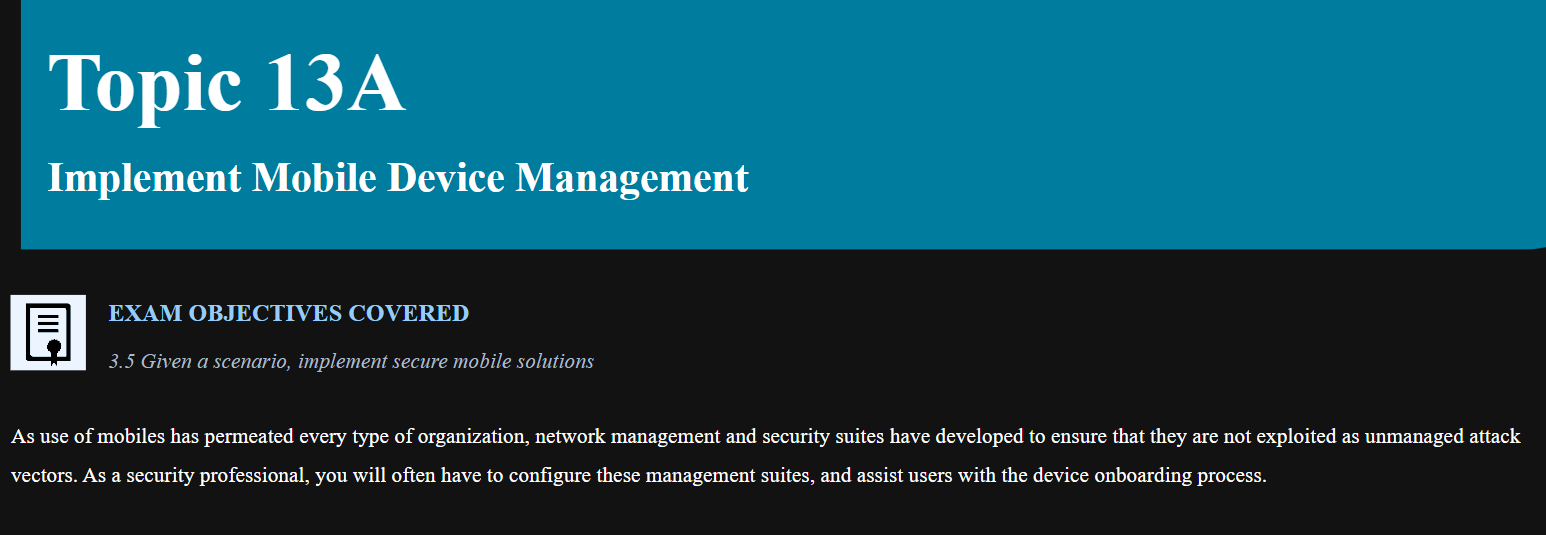 Topic 13A
Implement Mobile Device Management
EXAM OBJECTIVES COVERED
3.5 Given a scenario, implement secure mobile solutions
As use of mobiles has permeated every type of organization, network management and security suites have developed to ensure that they are not exploited as unmanaged attack
vectors. As a security professional, you will often have to configure these management suites, and assist users with the device onboarding process.